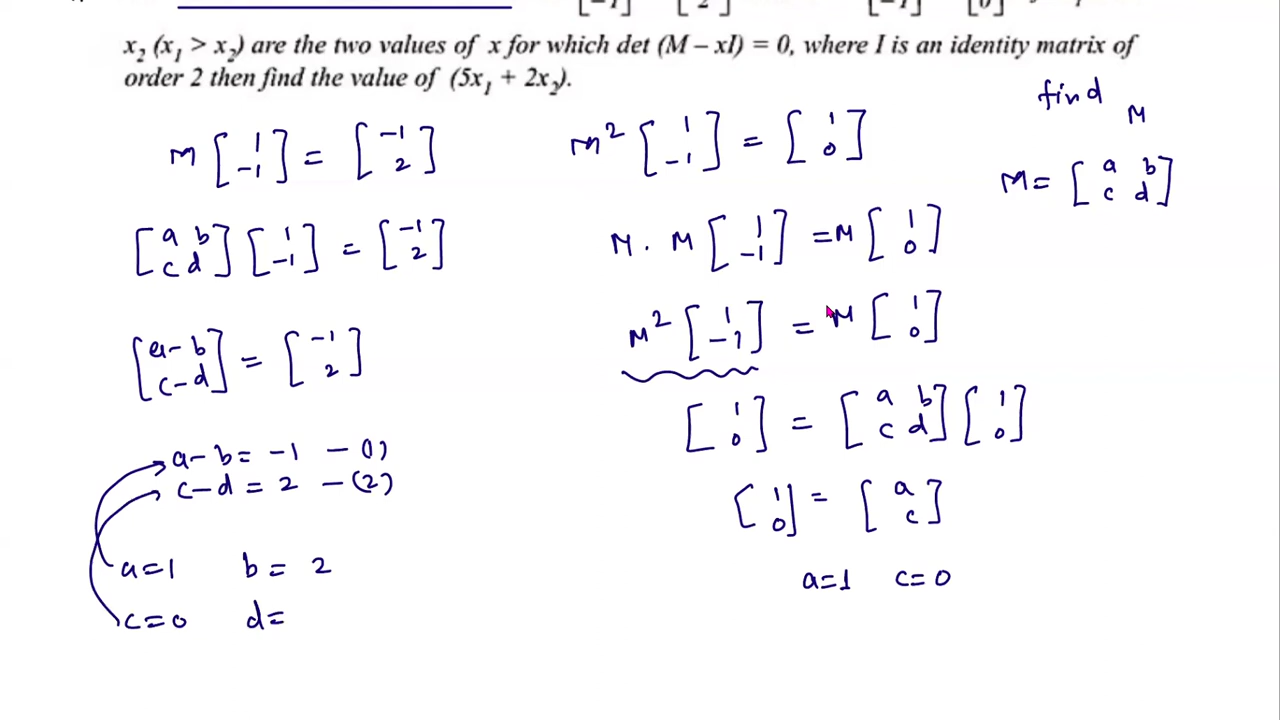 x₂ (x₁ > x₂) are the two values of x for which det (M – xI) = 0, where I is an identity matrix of
order 2 then find the value of (5x₁ + 2x₂).
find M
M = [a b; c d]
M [1; -1] = [-1; 2]
[a b; c d] [1; -1] = [-1; 2]
[a-b; c-d] = [-1; 2]
a-b = -1 - (1)
c-d = 2 - (2)
a=1 b= 2
c=0 d=
M² [1; -1] = [1; 0]
M . M [1; -1] = M [1; 0]
M² [1; -1] = M [1; 0]
[1; 0] = [a b; c d] [1; 0]
[1; 0] = [a; c]
a=1 c=0